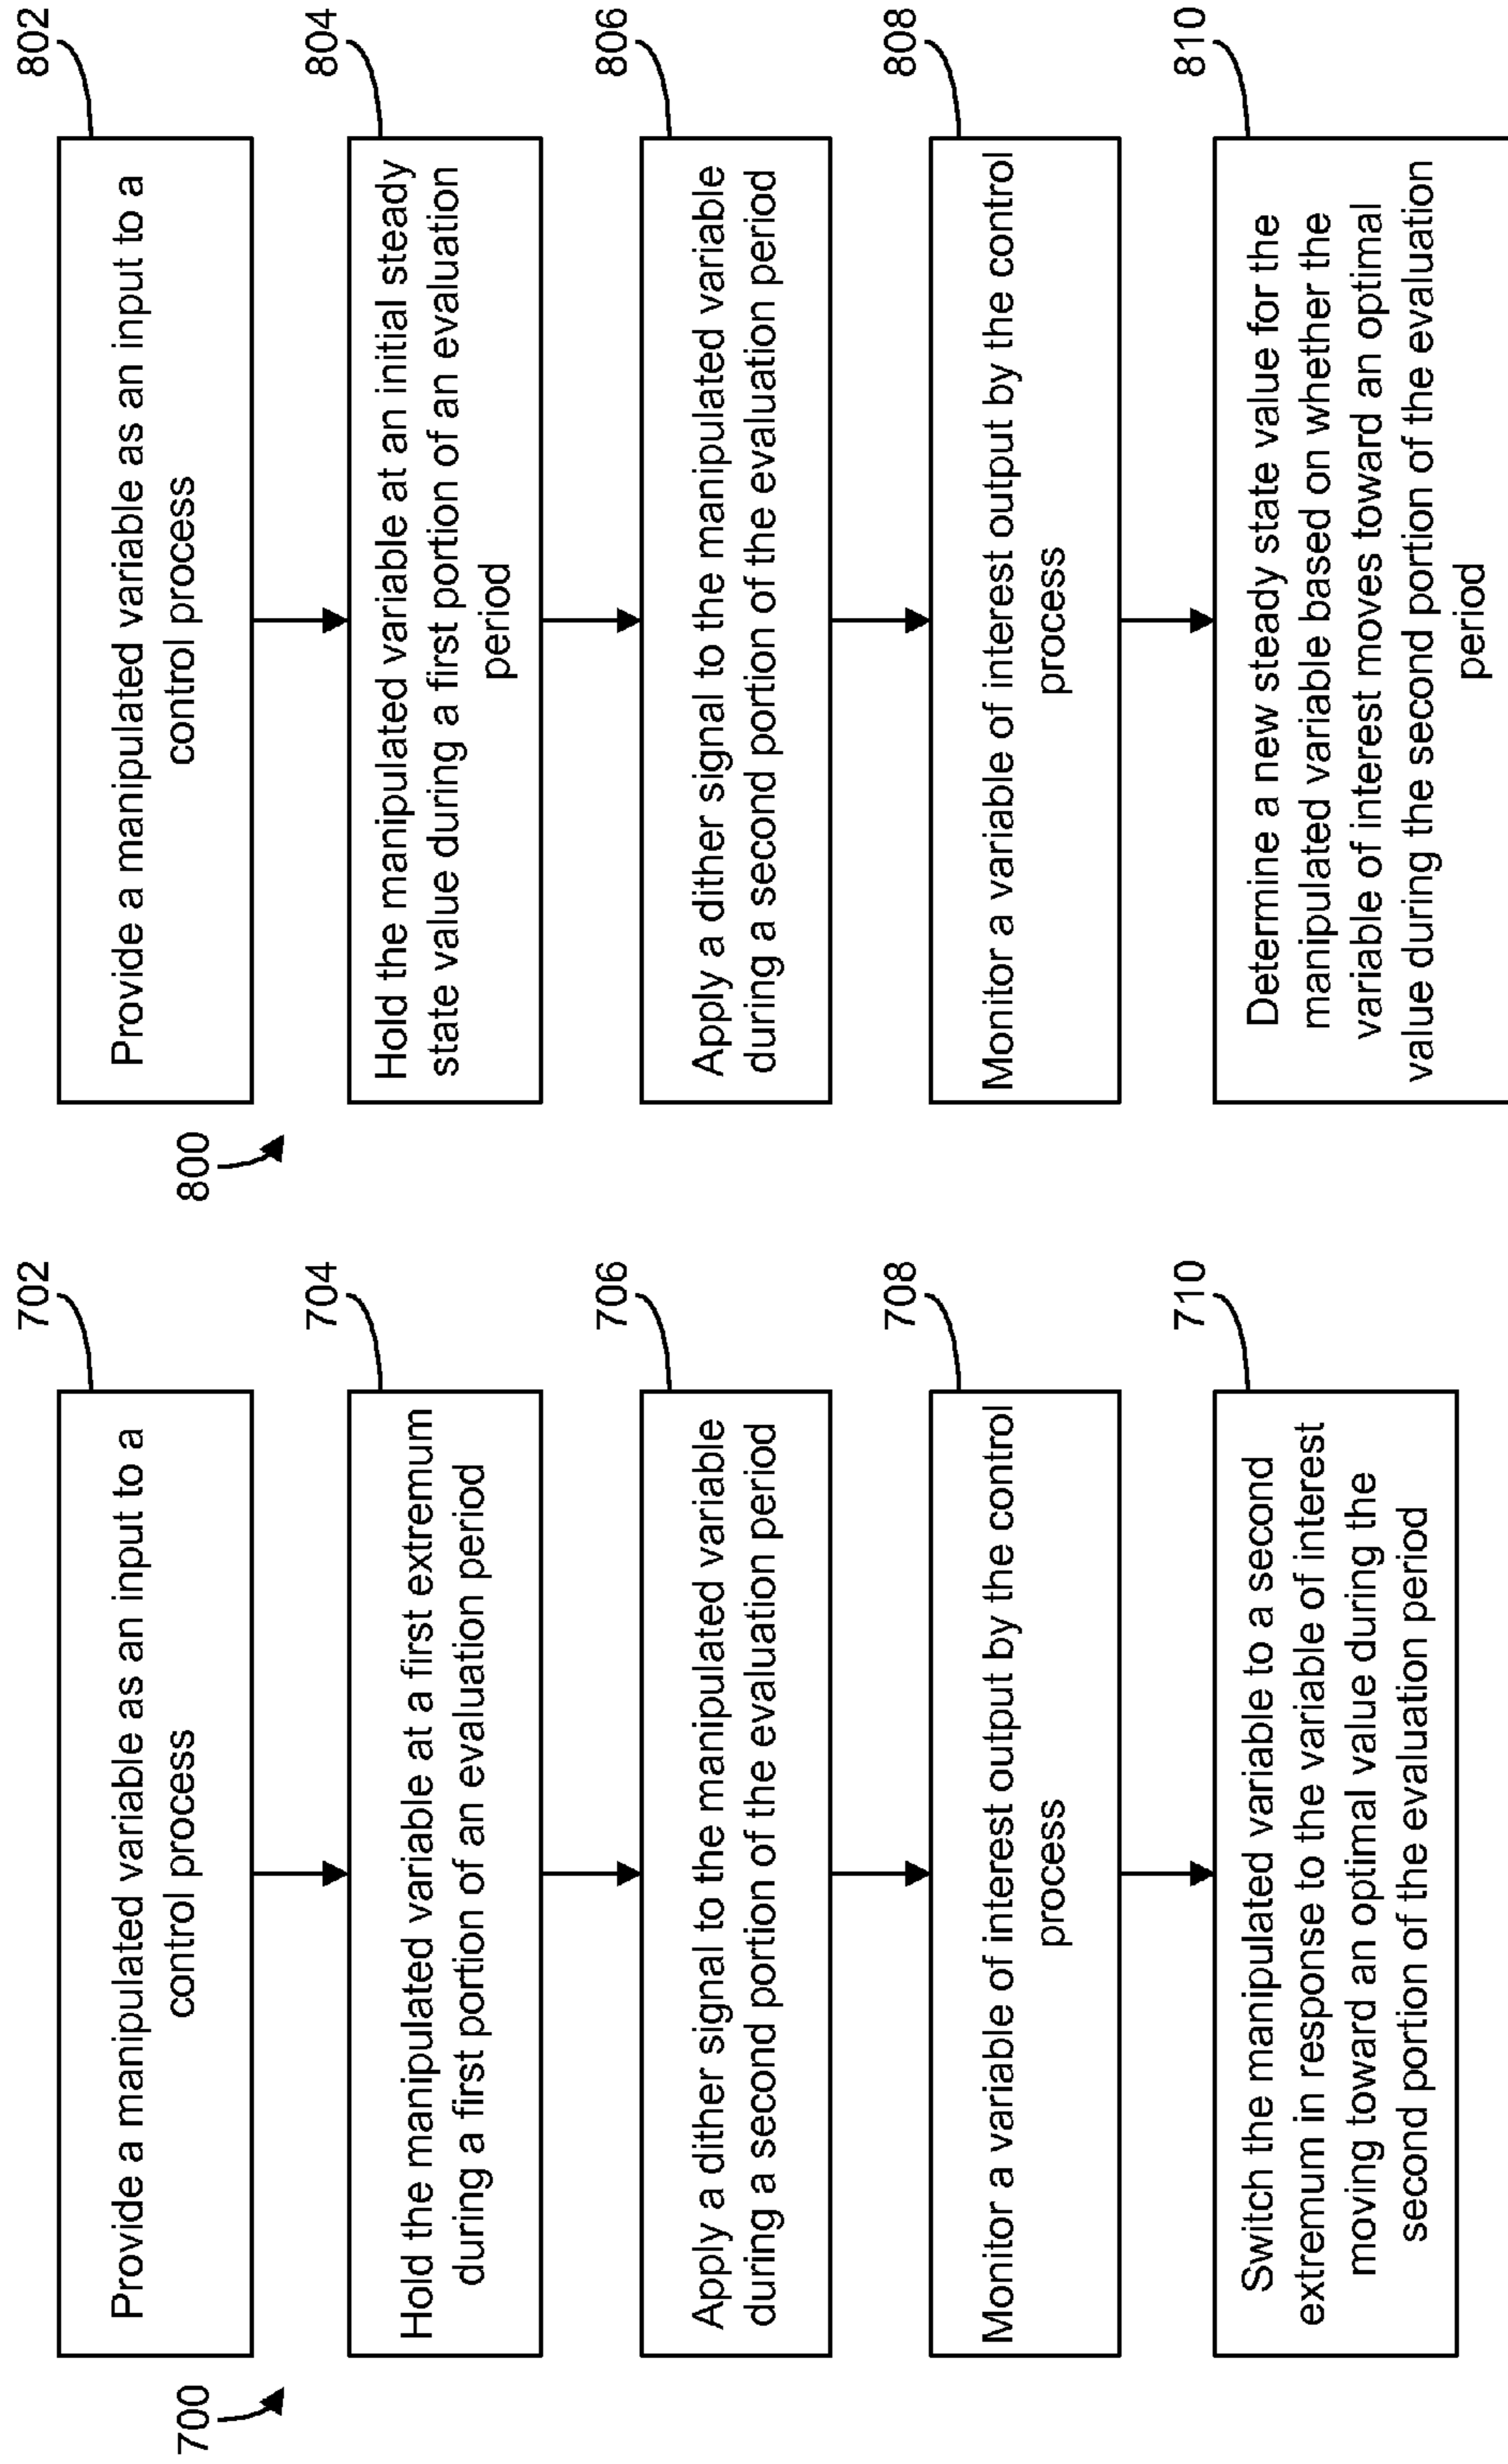 700
702
Provide a manipulated variable as an input to a
control process
704
Hold the manipulated variable at a first extremum
during a first portion of an evaluation period
706
Apply a dither signal to the manipulated variable
during a second portion of the evaluation period
708
Monitor a variable of interest output by the control
process
710
Switch the manipulated variable to a second
extremum in response to the variable of interest
moving toward an optimal value during the
second portion of the evaluation period
800
802
Provide a manipulated variable as an input to a
control process
804
Hold the manipulated variable at an initial steady
state value during a first portion of an evaluation
period
806
Apply a dither signal to the manipulated variable
during a second portion of the evaluation period
808
Monitor a variable of interest output by the control
process
810
Determine a new steady state value for the
manipulated variable based on whether the
variable of interest moves toward an optimal
value during the second portion of the evaluation
period